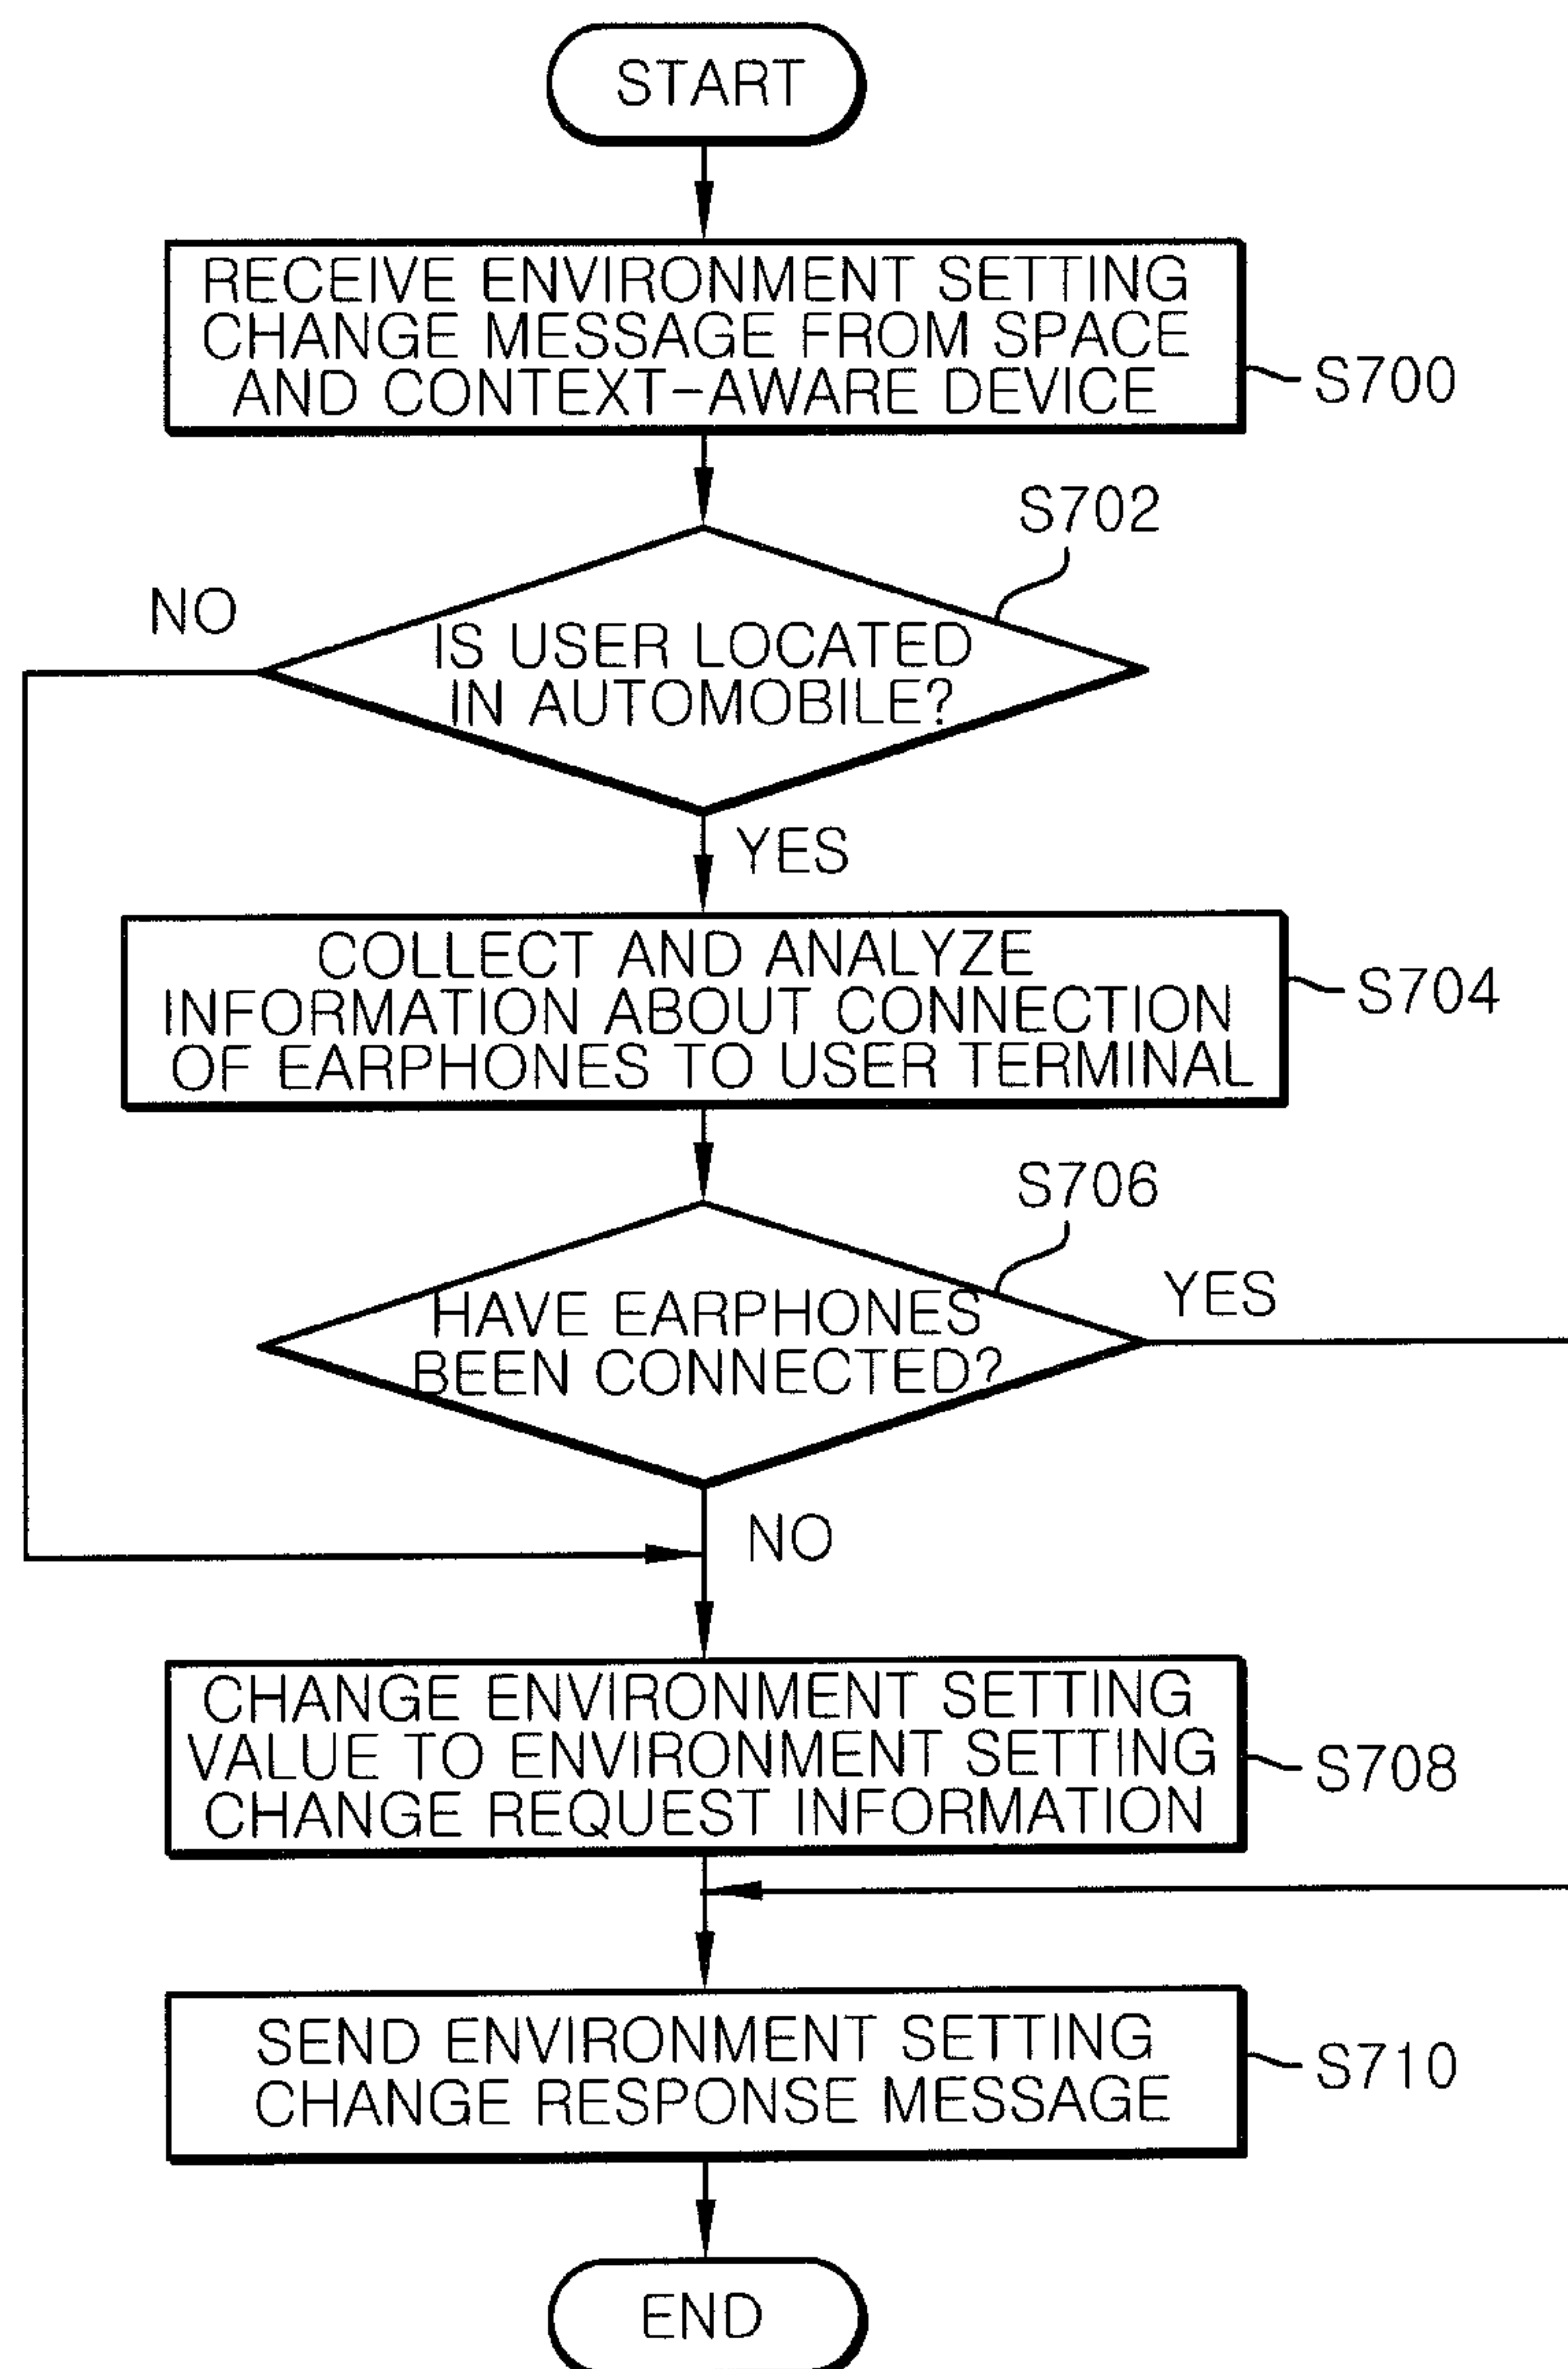 START
RECEIVE ENVIRONMENT SETTING
CHANGE MESSAGE FROM SPACE
AND CONTEXT-AWARE DEVICE
S700
S702
NO
IS USER LOCATED
IN AUTOMOBILE?
YES
COLLECT AND ANALYZE
INFORMATION ABOUT CONNECTION
OF EARPHONES TO USER TERMINAL
S704
S706
YES
HAVE EARPHONES
BEEN CONNECTED?
NO
CHANGE ENVIRONMENT SETTING
VALUE TO ENVIRONMENT SETTING
CHANGE REQUEST INFORMATION
S708
SEND ENVIRONMENT SETTING
CHANGE RESPONSE MESSAGE
S710
END